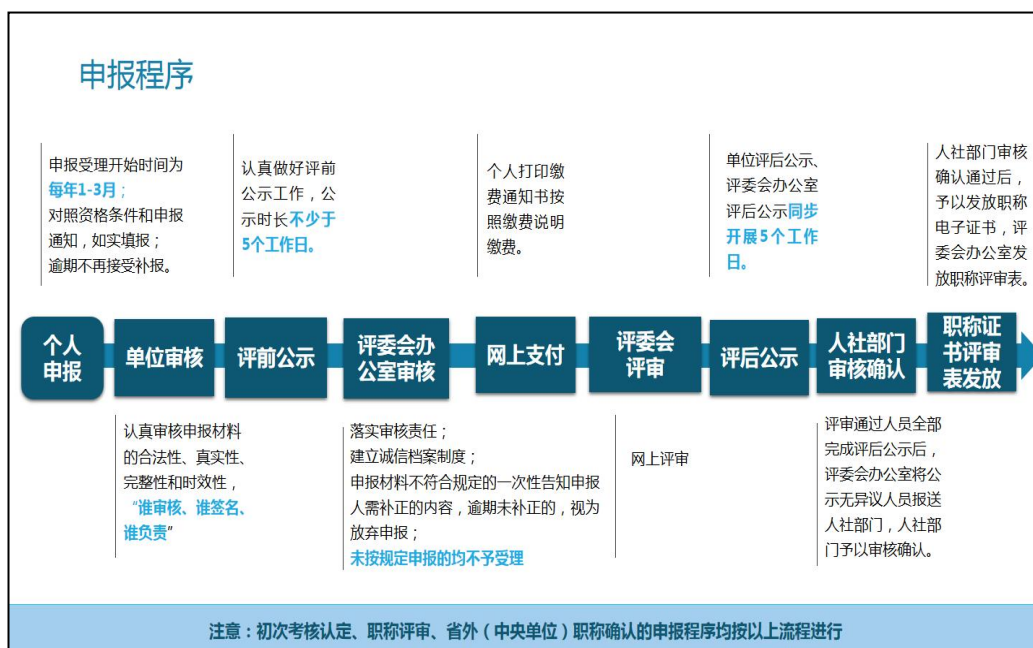 申报程序
申报受理开始时间为
每年1-3月；
对照资格条件和申报
通知，如实填报；
逾期不再接受补报。
认真做好评前
公示工作，公
示时长不少于
5个工作日。
个人打印缴
费通知书按
照缴费说明
缴费。
单位评后公示、
评委会办公室
评后公示同步
开展5个工作
日。
人社部门审核
确认通过后，
予以发放职称
电子证书，评
委会办公室发
放职称评审表。
个人
申报
单位审核
评前公示
评委会办
公室审核
网上支付
评委会
评审
评后公示
人社部门
审核确认
职称证
书评审
表发放
认真审核申报材料
的合法性、真实性、
完整性和时效性，
“谁审核、谁签名、
谁负责”
落实审核责任；
建立诚信档案制度；
申报材料不符合规定的一次性告知申报
人需补正的内容，逾期未补正的，视为
放弃申报；
未按规定申报的均不予受理
网上评审
评审通过人员全部
完成评后公示后，
评委会办公室将公
示无异议人员报送
人社部门，人社部
门予以审核确认。
注意：初次考核认定、职称评审、省外（中央单位）职称确认的申报程序均按以上流程进行